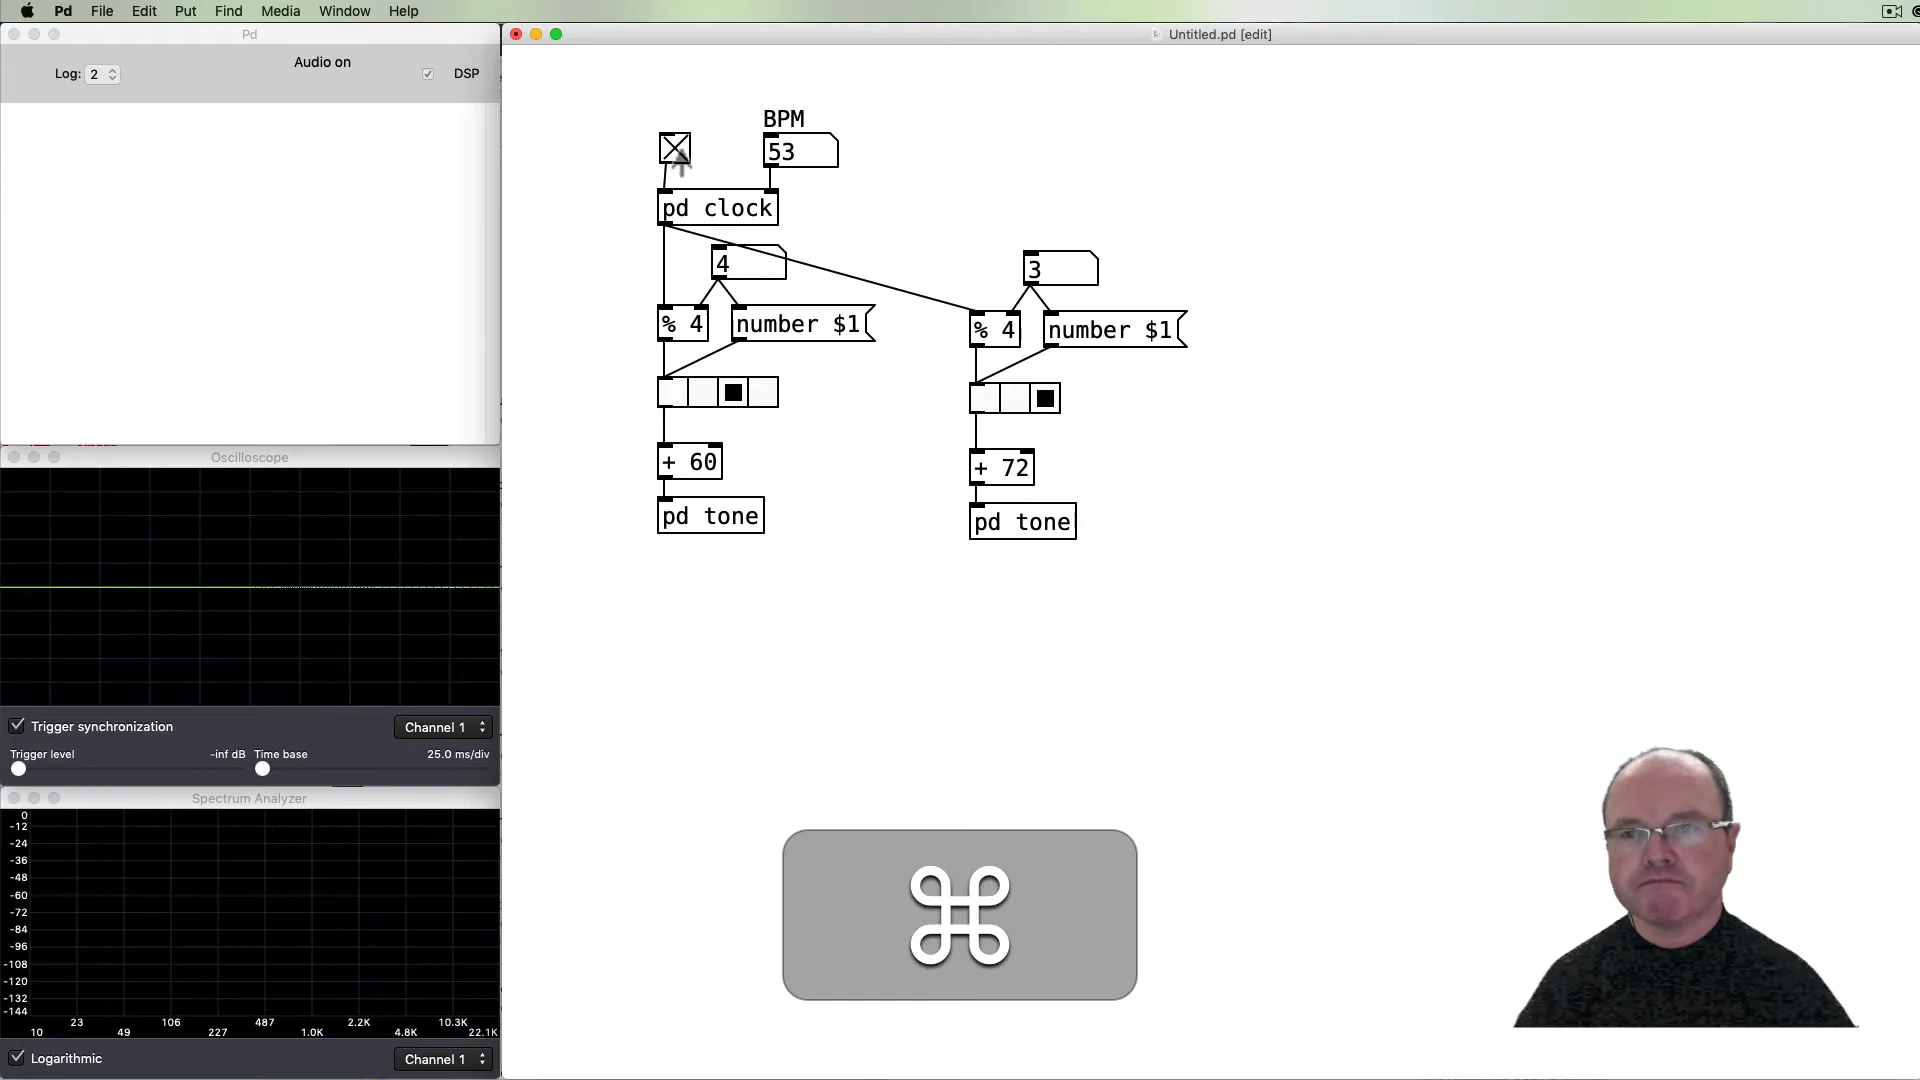 Pd File Edit Put Find Media Window Help
Pd
Untitled.pd [edit]
Audio on
Log: 2
DSP
BPM
53
pd clock
4
3
% 4
number $1
% 4
number $1
+ 60
+ 72
pd tone
pd tone
Oscilloscope
Trigger synchronization
Channel 1
Trigger level
-inf dB
Time base
25.0 ms/div
Spectrum Analyzer
0
-12
-24
-36
-48
-60
-72
-84
-96
-108
-120
-132
-144
10 23 49 106 227 487 1.0K 2.2K 4.8K 10.3K 22.1K
Logarithmic
Channel 1
⌘